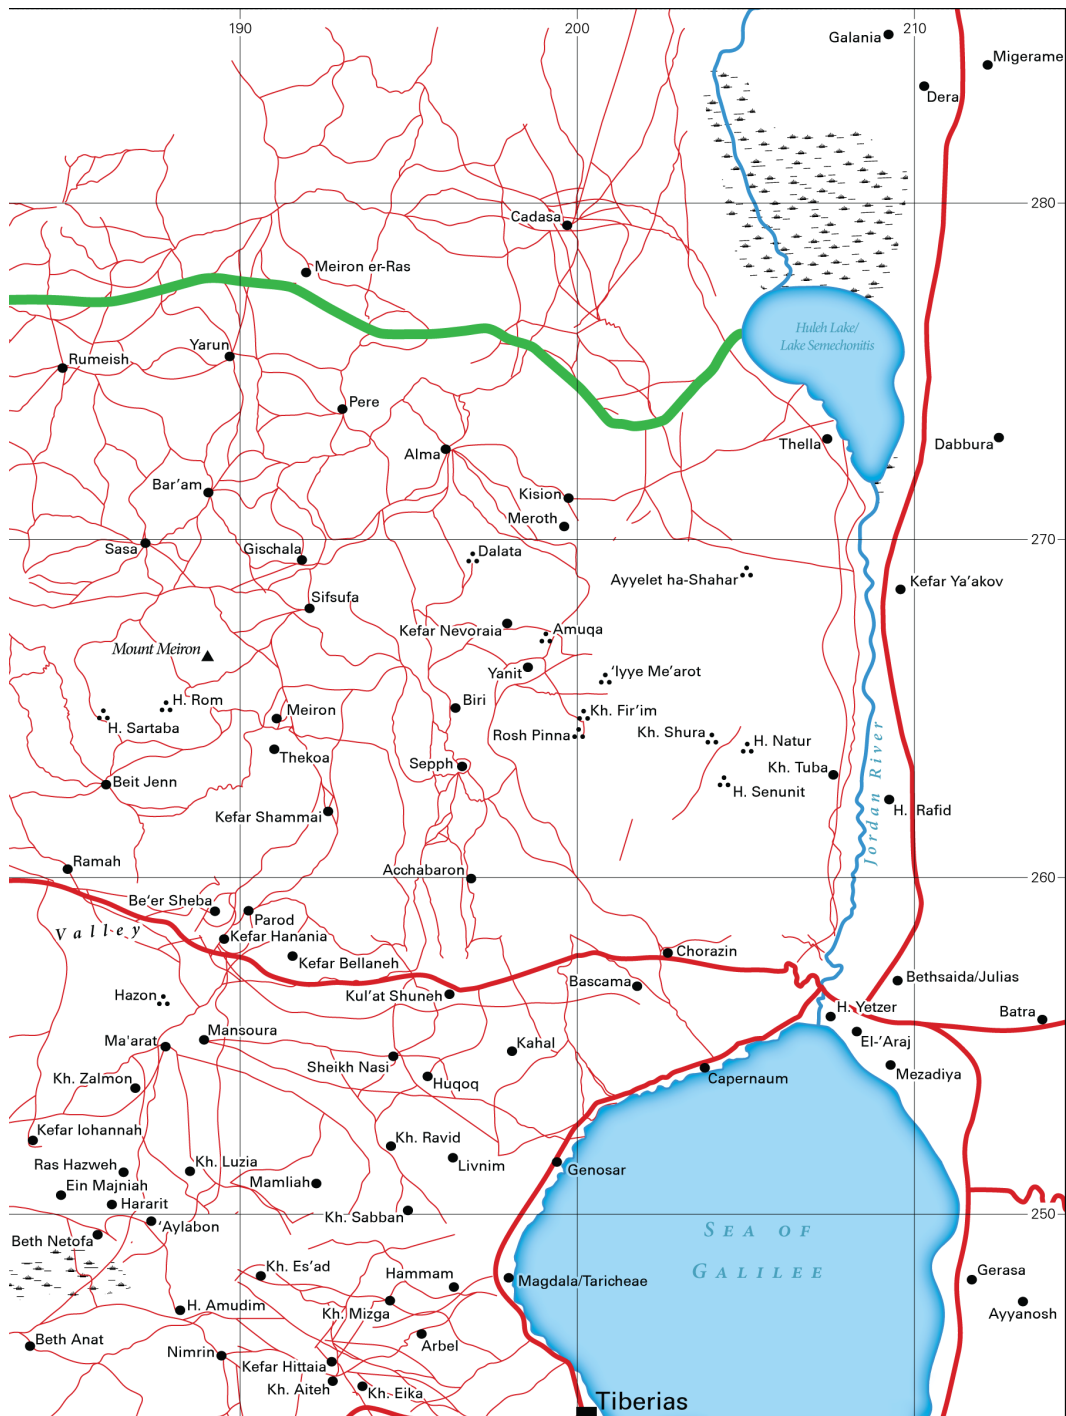 190
200
210
Galania
Migerame
Dera
280
Cadasa
Meiron er-Ras
Huleh Lake/
Lake Semechonitis
Yarun
Rumeish
Pere
Thella
Dabbura
Alma
Bar’am
Kision
Meroth
Sasa
Gischala
270
Dalata
Ayyelet ha-Shahar
Kefar Ya’akov
Sifsufa
Kefar Nevoraia
Amuqa
Mount Meiron
Yanit
‘Iyye Me’arot
H. Rom
H. Sartaba
Meiron
Biri
Kh. Fir’im
Rosh Pinna
Kh. Shura
H. Natur
Thekoa
Sepph
Kh. Tuba
Beit Jenn
H. Senunit
Kefar Shammai
H. Rafid
Jordan River
Ramah
Acchabaron
260
Be’er Sheba
Parod
Valley
Kefar Hanania
Kefar Bellaneh
Chorazin
Hazon
Kul’at Shuneh
Bascama
Bethsaida/Julias
H. Yetzer
Batra
Ma'arat
Mansoura
Kahal
El-’Araj
Sheikh Nasi
Mezadiya
Kh. Zalmon
Huqoq
Capernaum
Kefar Iohannah
Kh. Ravid
Ras Hazweh
Kh. Luzia
Livnim
Genosar
Ein Majniah
Mamliah
Hararit
Kh. Sabban
250
‘Aylabon
Beth Netofa
SEA OF
GALILEE
Kh. Es’ad
Hammam
Magdala/Taricheae
Gerasa
H. Amudim
Kh. Mizga
Ayyanosh
Beth Anat
Arbel
Nimrin
Kefar Hittaia
Kh. Aiteh
Kh. Eika
Tiberias